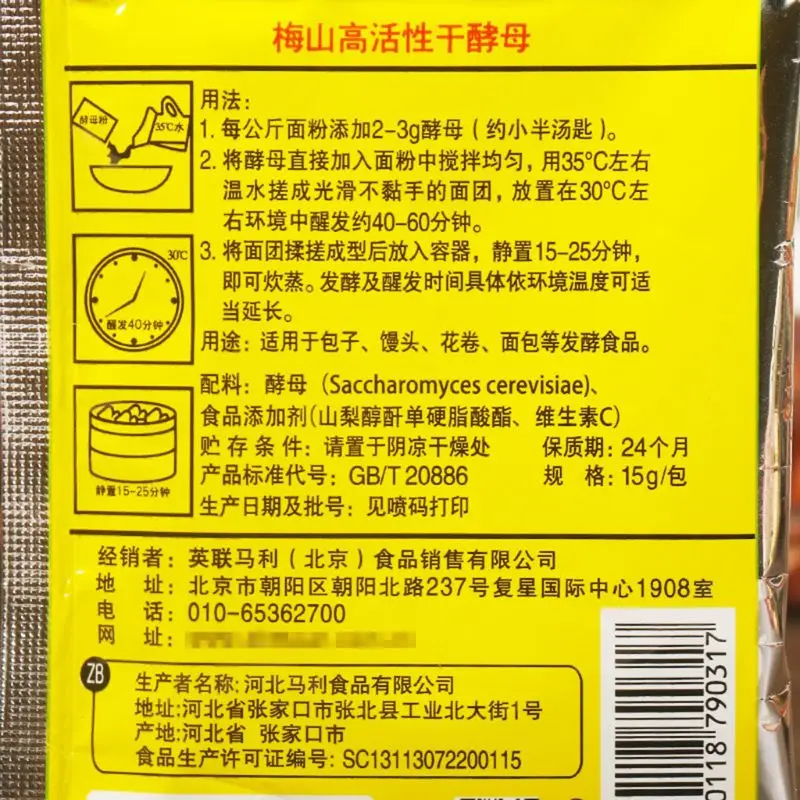 梅山高活性干酵母
用法：
酵母粉
35℃水
1. 每公斤面粉添加2-3g酵母（约小半汤匙）。
2. 将酵母直接加入面粉中搅拌均匀，用35℃左右
温水搓成光滑不黏手的面团，放置在30℃左
右环境中醒发约40-60分钟。
30℃
醒发40分钟
3. 将面团揉搓成型后放入容器，静置15-25分钟，
即可炊蒸。发酵及醒发时间具体依环境温度可适
当延长。
用途：适用于包子、馒头、花卷、面包等发酵食品。
配料：酵母（Saccharomyces cerevisiae)、
食品添加剂(山梨醇酐单硬脂酸酯、维生素C)
贮存条件：请置于阴凉干燥处 保质期：24个月
产品标准代号：GB/T 20886 规 格：15g/包
生产日期及批号：见喷码打印
静置15-25分钟
经销者：英联马利（北京）食品销售有限公司
地 址：北京市朝阳区朝阳北路237号复星国际中心1908室
电 话：010-65362700
网 址：
ZB
生产者名称:河北马利食品有限公司
地址:河北省张家口市张北县工业北大街1号
产地:河北省 张家口市
食品生产许可证编号: SC13113072200115
0118 790317